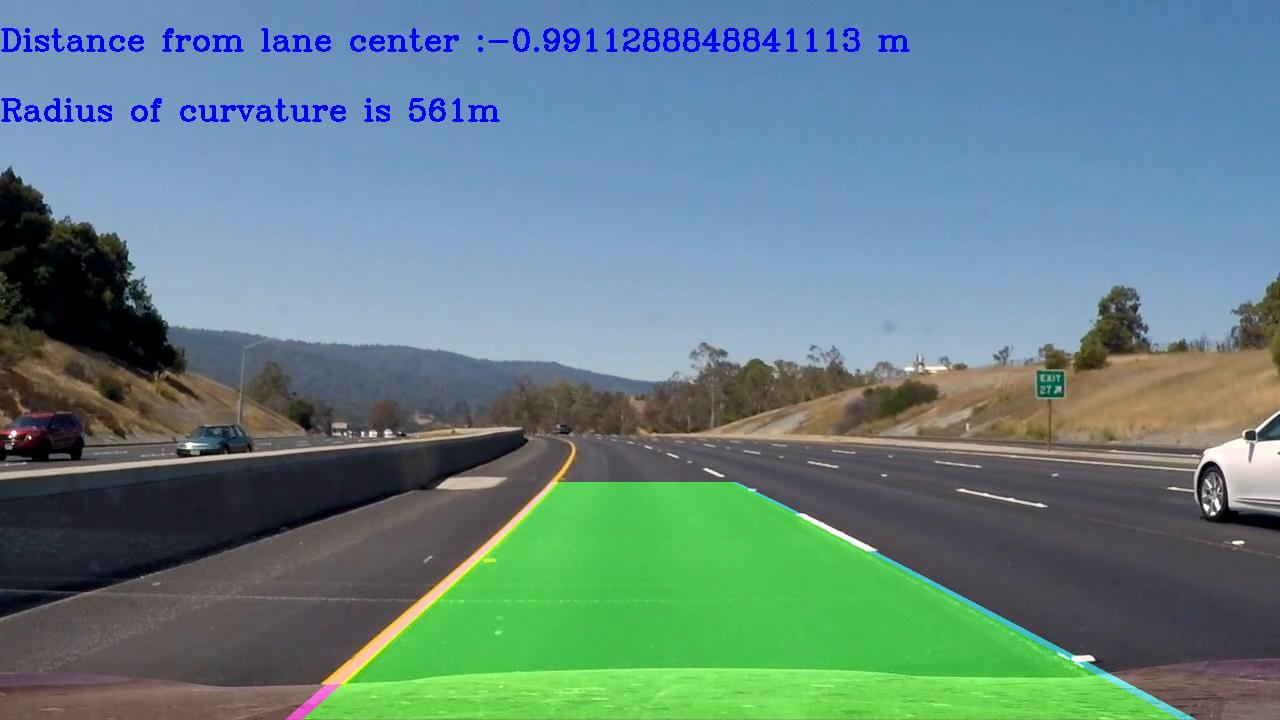 Distance from lane center :-0.9911288848841113 m
Radius of curvature is 561m
EXIT
27